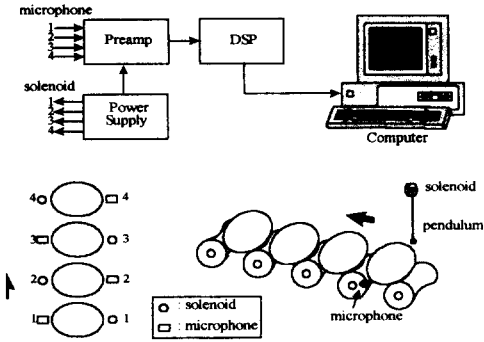 microphone
1
2
3
4
Preamp
DSP
solenoid
1
2
3
4
Power
Supply
Computer
4 4
3 3
2 2
1 1
solenoid
pendulum
microphone
: solenoid
: microphone